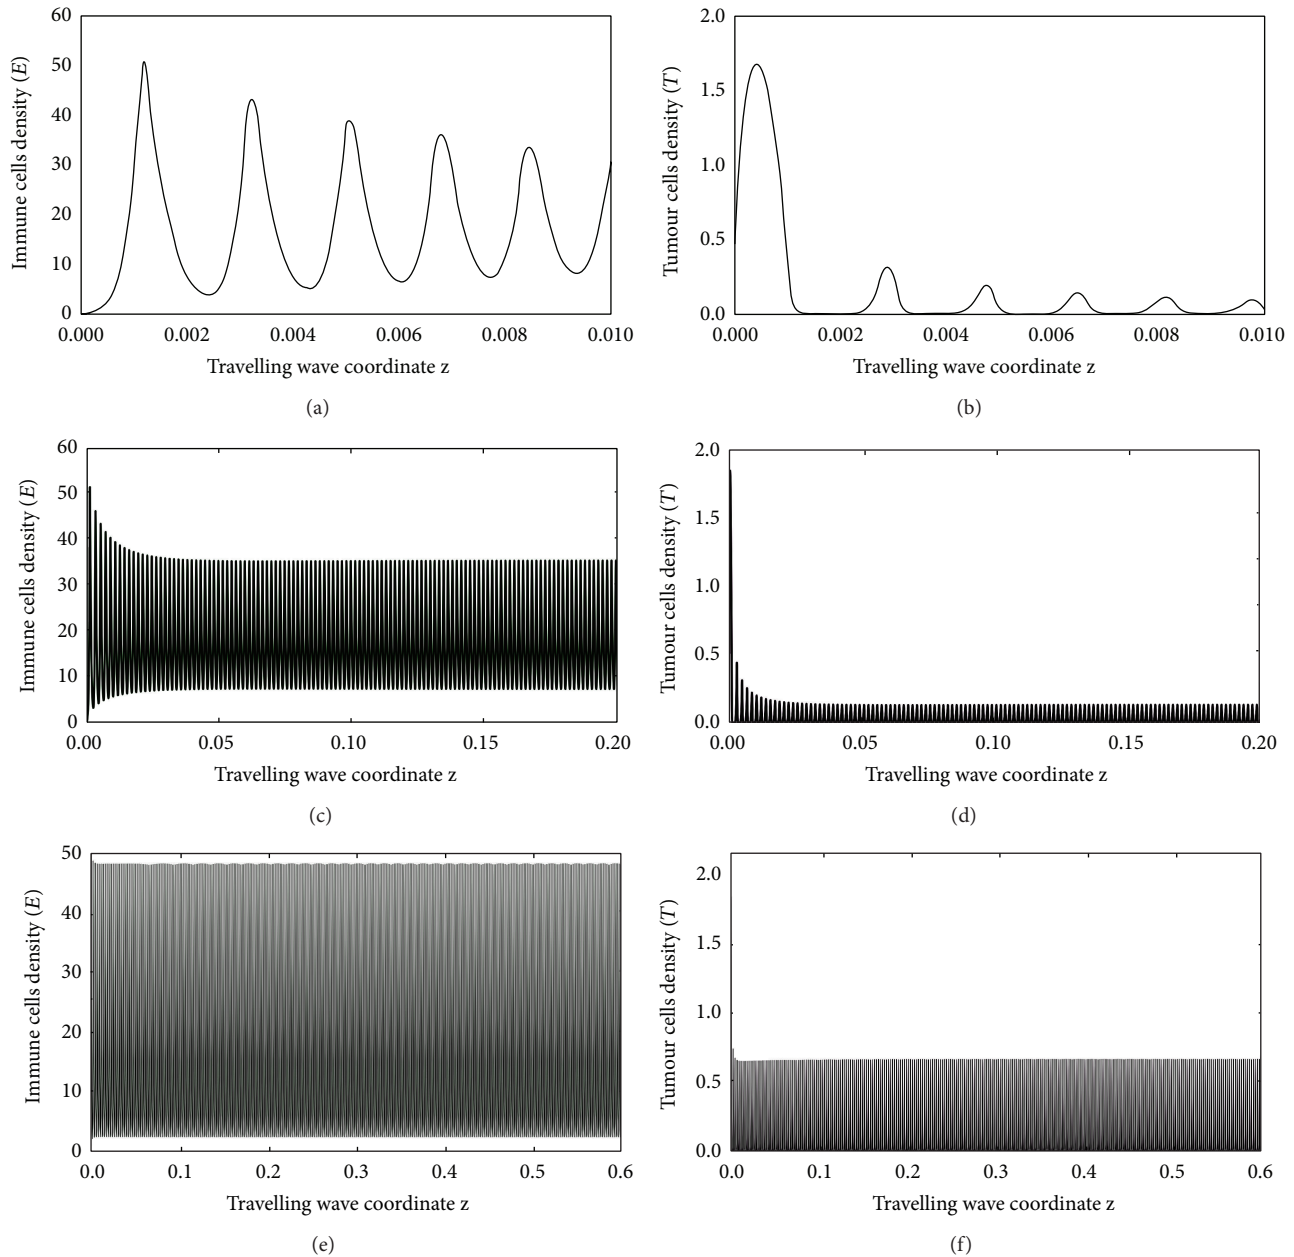 60
50
40
30
20
10
0
Immune cells density (E)
0.000 0.002 0.004 0.006 0.008 0.010
Travelling wave coordinate z
(a)
2.0
1.5
1.0
0.5
0.0
Tumour cells density (T)
0.000 0.002 0.004 0.006 0.008 0.010
Travelling wave coordinate z
(b)
60
50
40
30
20
10
0
Immune cells density (E)
0.00 0.05 0.10 0.15 0.20
Travelling wave coordinate z
(c)
2.0
1.5
1.0
0.5
0.0
Tumour cells density (T)
0.00 0.05 0.10 0.15 0.20
Travelling wave coordinate z
(d)
50
40
30
20
10
0
Immune cells density (E)
0.0 0.1 0.2 0.3 0.4 0.5 0.6
Travelling wave coordinate z
(e)
2.0
1.5
1.0
0.5
0.0
Tumour cells density (T)
0.0 0.1 0.2 0.3 0.4 0.5 0.6
Travelling wave coordinate z
(f)